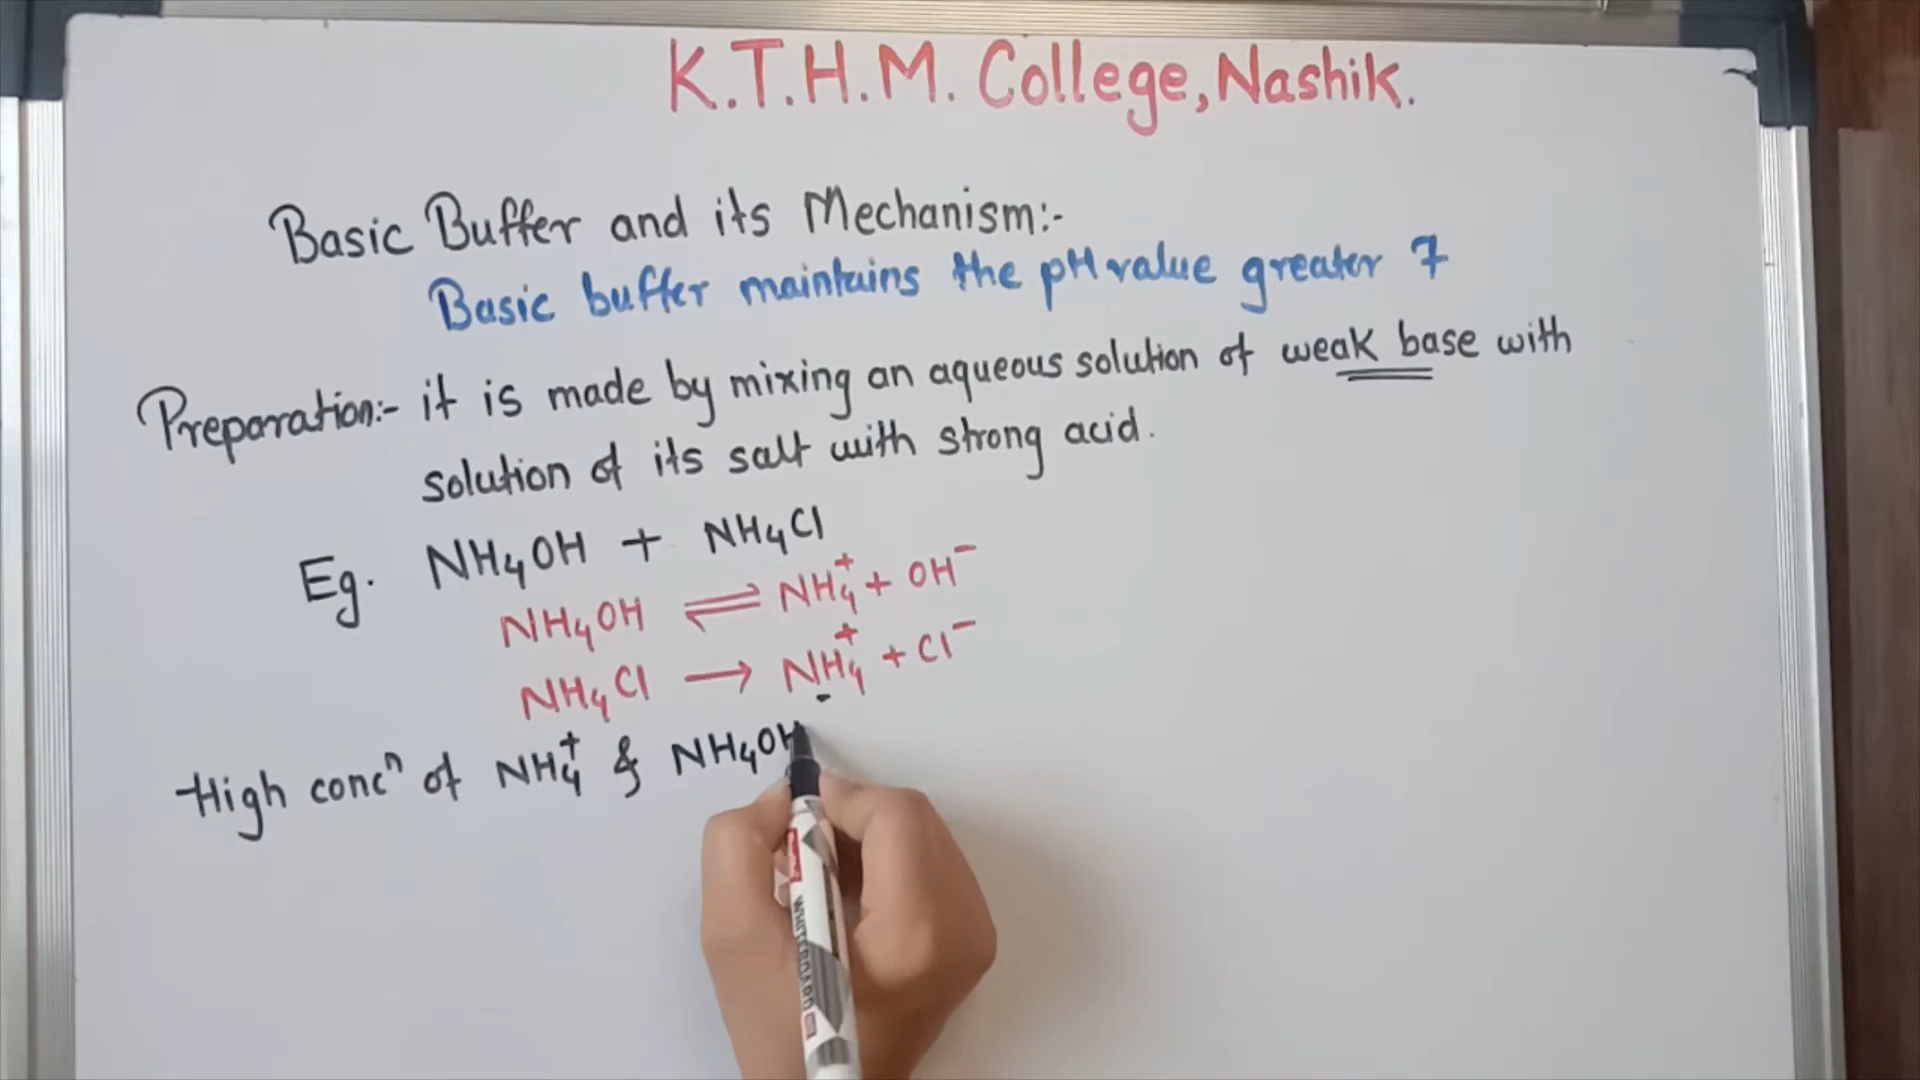 K.T.H.M. College, Nashik.
Basic Buffer and its Mechanism:-
Basic buffer maintains the pH value greater 7
Preparation:- it is made by mixing an aqueous solution of weak base with
solution of its salt with strong acid.
Eg. NH₄OH + NH₄Cl
NH₄OH ⇌ NH₄⁺ + OH⁻
NH₄Cl → NH₄⁺ + Cl⁻
High concⁿ of NH₄⁺ & NH₄OH
WHITEBOARD